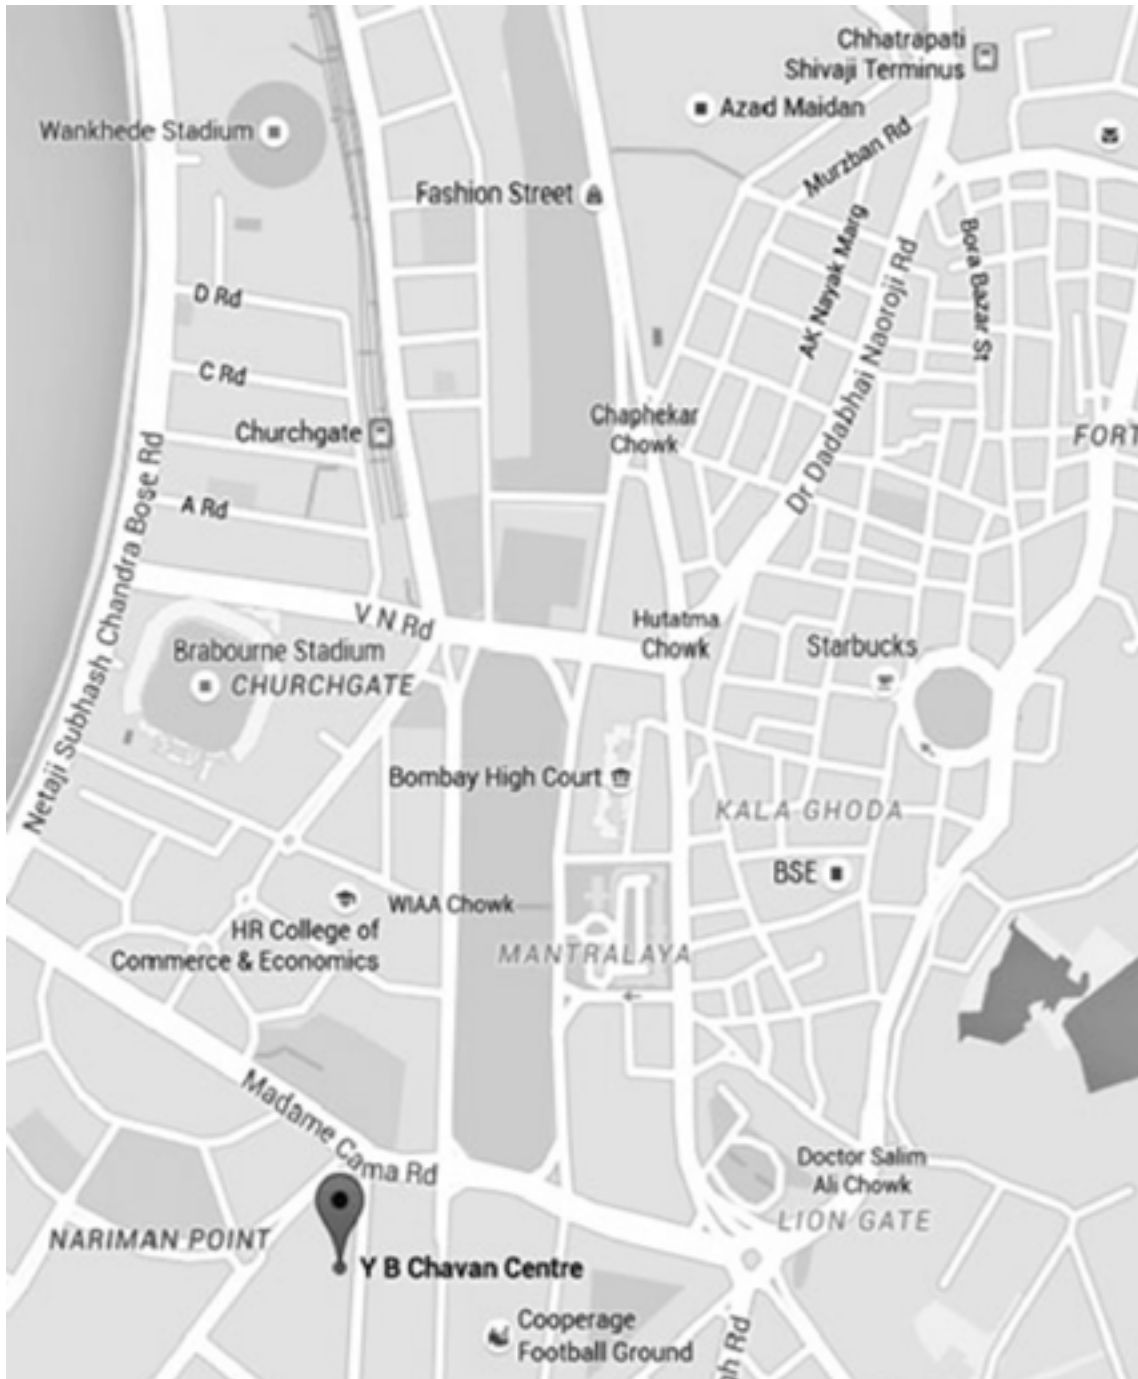 Chhatrapati
Shivaji Terminus
Azad Maidan
Wankhede Stadium
Murzban Rd
Fashion Street
AK Nayak Marg
Bora Bazar St
D Rd
Dr Dadabhai Naoroji Rd
C Rd
Chaphekar
Chowk
Churchgate
FORT
A Rd
Netaji Subhash Chandra Bose Rd
V N Rd
Hutatma
Chowk
Starbucks
Brabourne Stadium
CHURCHGATE
Bombay High Court
KALA GHODA
BSE
WIAA Chowk
HR College of
Commerce & Economics
MANTRALAYA
Madame Cama Rd
Doctor Salim
Ali Chowk
LION GATE
NARIMAN POINT
Y B Chavan Centre
Cooperage
Football Ground
ah Rd